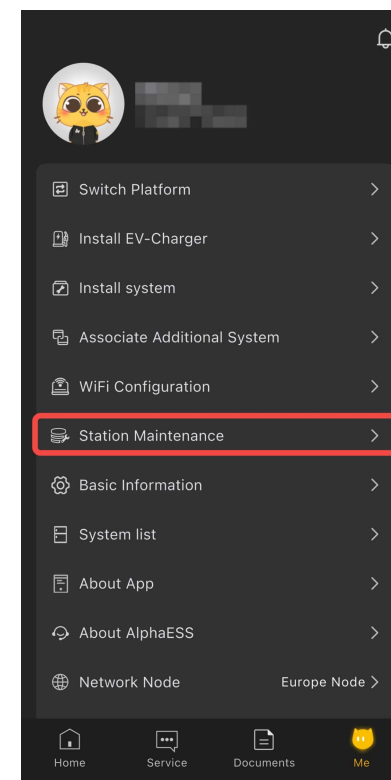 Switch Platform
Install EV-Charger
Install system
Associate Additional System
WiFi Configuration
Station Maintenance
Basic Information
System list
About App
About AlphaESS
Network Node Europe Node
Home Service Documents Me